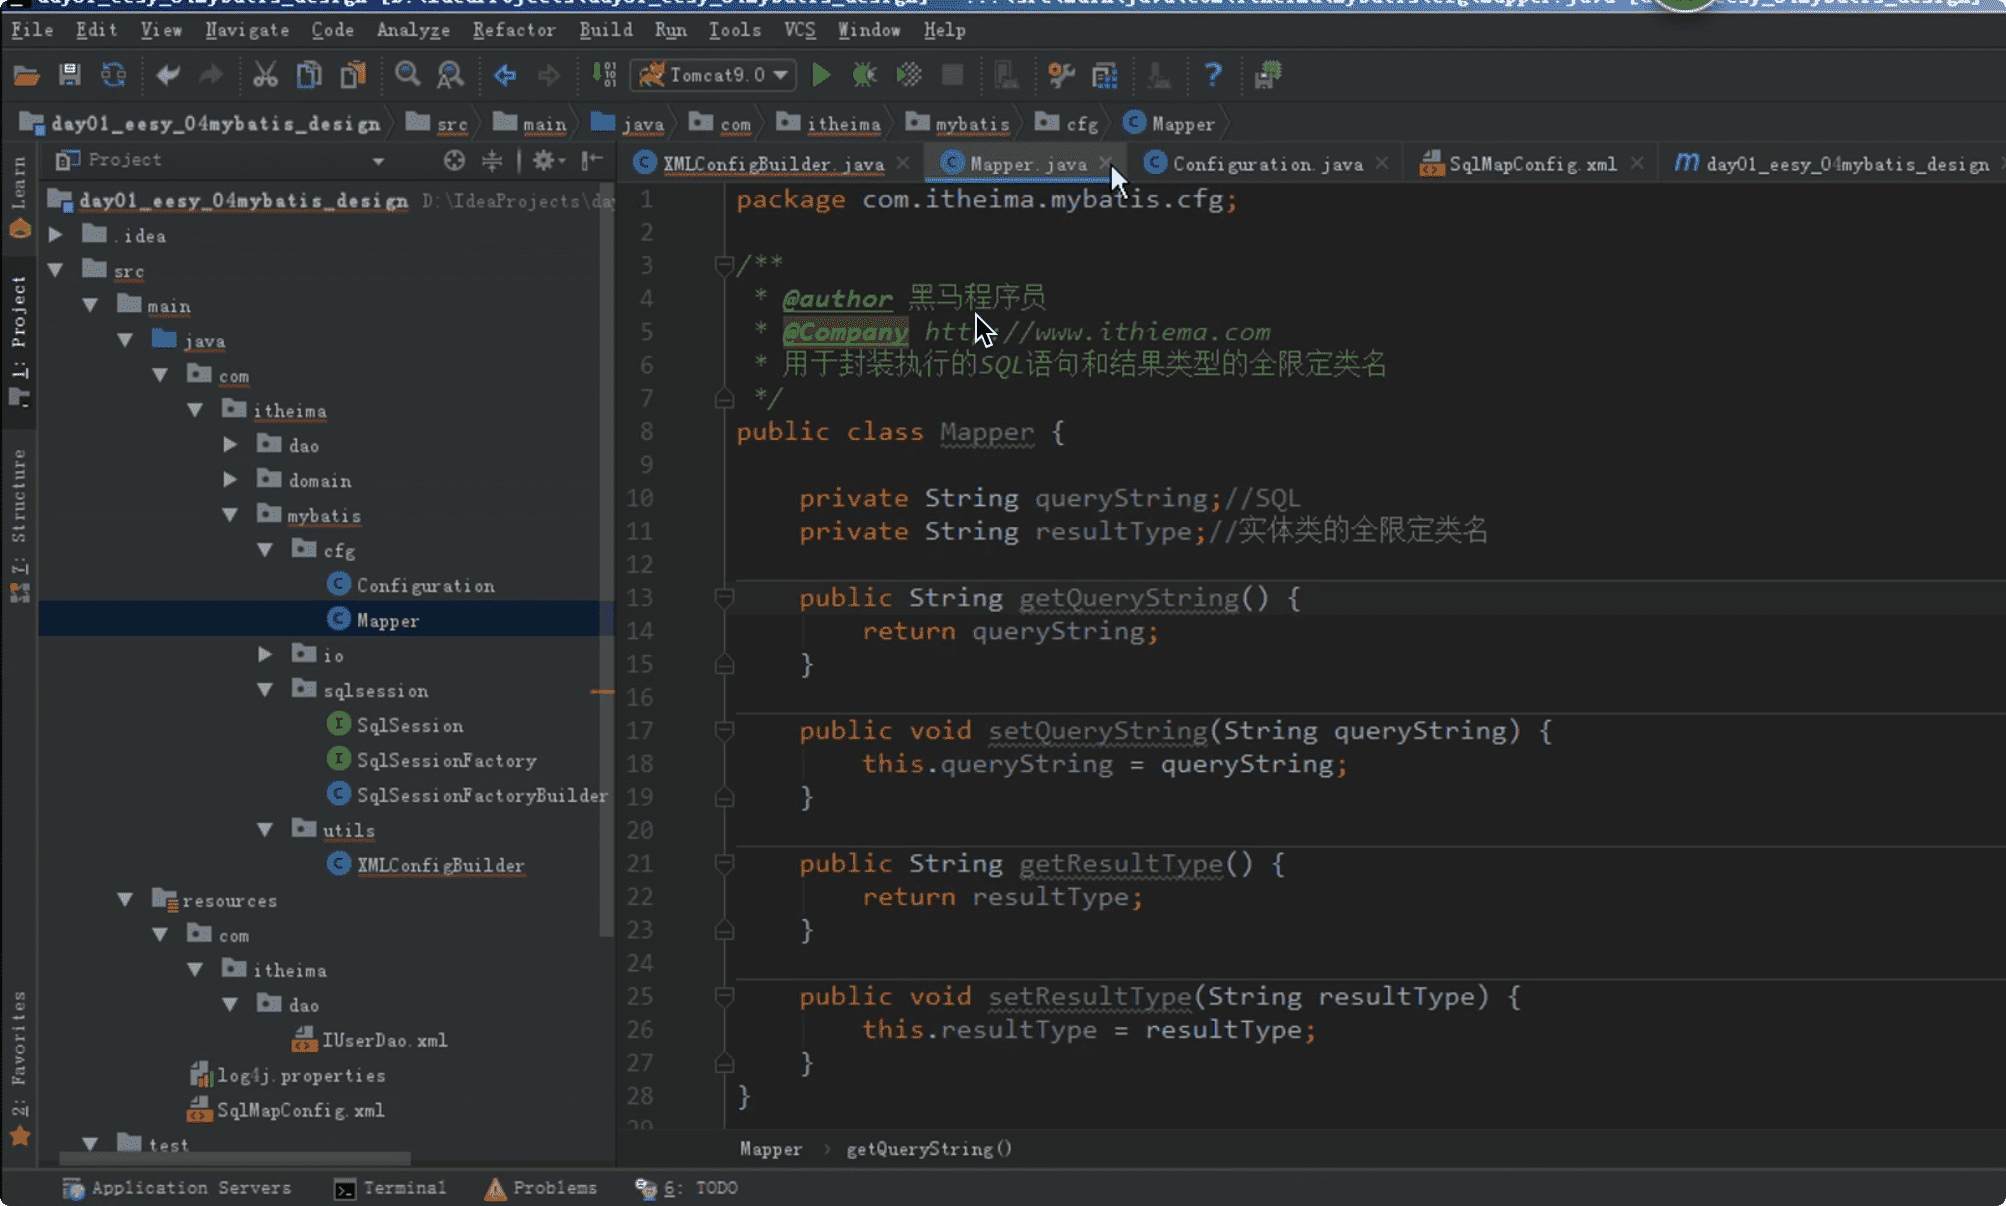 File Edit View Navigate Code Analyze Refactor Build Run Tools VCS Window Help
Tomcat9.0
day01_eesy_04mybatis_design src main java com itheima mybatis cfg Mapper
Project
XMLConfigBuilder.java Mapper.java Configuration.java SqlMapConfig.xml day01_eesy_04mybatis_design
Learn
1: Project
7: Structure
2: Favorites
day01_eesy_04mybatis_design D:\IdeaProjects\da
.idea
src
main
java
com
itheima
dao
domain
mybatis
cfg
Configuration
Mapper
io
sqlsession
SqlSession
SqlSessionFactory
SqlSessionFactoryBuilder
utils
XMLConfigBuilder
resources
com
itheima
dao
IUserDao.xml
log4j.properties
SqlMapConfig.xml
test
1 package com.itheima.mybatis.cfg;
2
3 /**
4 * @author 黑马程序员
5 * @Company http://www.ithiema.com
6 * 用于封装执行的SQL语句和结果类型的全限定类名
7 */
8 public class Mapper {
9
10 private String queryString;//SQL
11 private String resultType;//实体类的全限定类名
12
13 public String getQueryString() {
14 return queryString;
15 }
16
17 public void setQueryString(String queryString) {
18 this.queryString = queryString;
19 }
20
21 public String getResultType() {
22 return resultType;
23 }
24
25 public void setResultType(String resultType) {
26 this.resultType = resultType;
27 }
28 }
29
Mapper › getQueryString()
Application Servers Terminal Problems 6: TODO